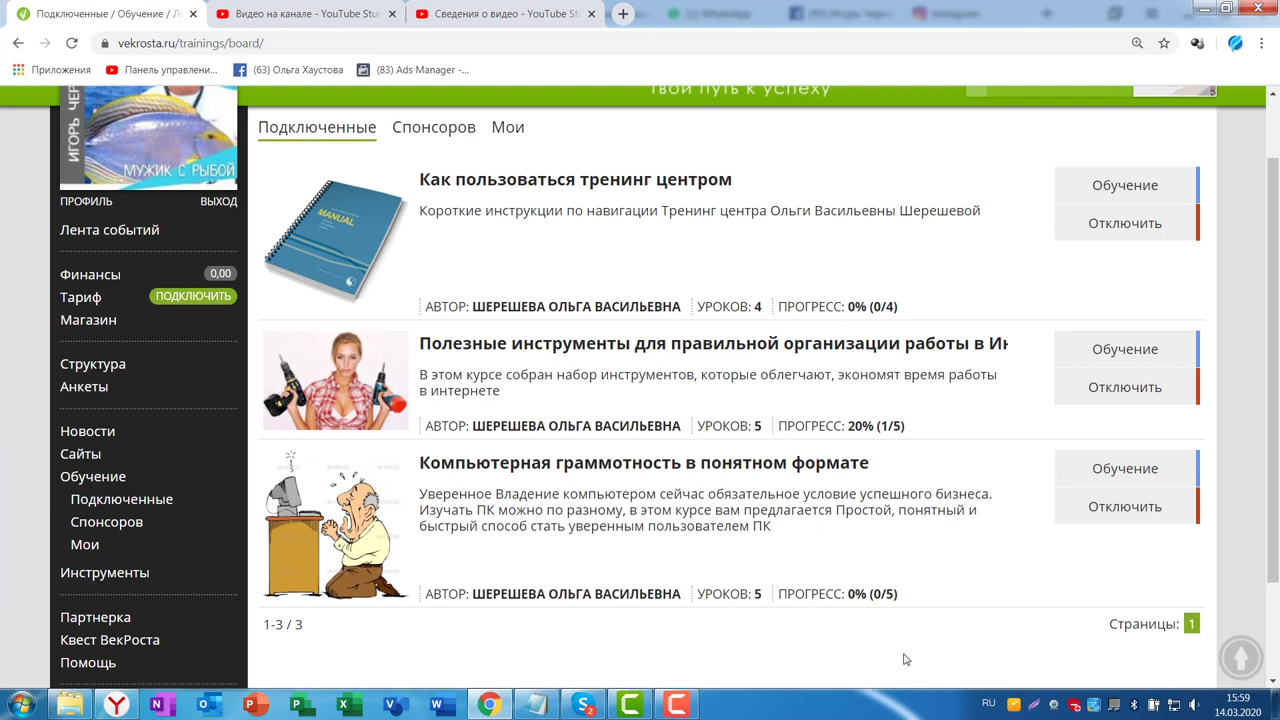 Подключенные / Обучение / Л
Видео на канале - YouTube Stu
Сведения о видео - YouTube St
WhatsApp
Instagram
vekrosta.ru/trainings/board/
Приложения
Панель управлени...
(63) Ольга Хаустова
(83) Ads Manager -...
ТВОЙ ПУТЬ К УСПЕХУ
ИГОРЬ ЧЕР
МУЖИК С РЫБОЙ
ПРОФИЛЬ
ВЫХОД
Лента событий
Финансы
0,00
Тариф
ПОДКЛЮЧИТЬ
Магазин
Структура
Анкеты
Новости
Сайты
Обучение
Подключенные
Спонсоров
Мои
Инструменты
Партнерка
Квест ВекРоста
Помощь
Подключенные
Спонсоров
Мои
MANUAL
Как пользоваться тренинг центром
Короткие инструкции по навигации Тренинг центра Ольги Васильевны Шерешевой
АВТОР: ШЕРЕШЕВА ОЛЬГА ВАСИЛЬЕВНА
УРОКОВ: 4
ПРОГРЕСС: 0% (0/4)
Обучение
Отключить
Полезные инструменты для правильной организации работы в Ин
В этом курсе собран набор инструментов, которые облегчают, экономят время работы
в интернете
АВТОР: ШЕРЕШЕВА ОЛЬГА ВАСИЛЬЕВНА
УРОКОВ: 5
ПРОГРЕСС: 20% (1/5)
Обучение
Отключить
Компьютерная граммотность в понятном формате
Уверенное Владение компьютером сейчас обязательное условие успешного бизнеса.
Изучать ПК можно по разному, в этом курсе вам предлагается Простой, понятный и
быстрый способ стать уверенным пользователем ПК
АВТОР: ШЕРЕШЕВА ОЛЬГА ВАСИЛЬЕВНА
УРОКОВ: 5
ПРОГРЕСС: 0% (0/5)
Обучение
Отключить
1-3 / 3
Страницы: 1
RU
15:59
14.03.2020